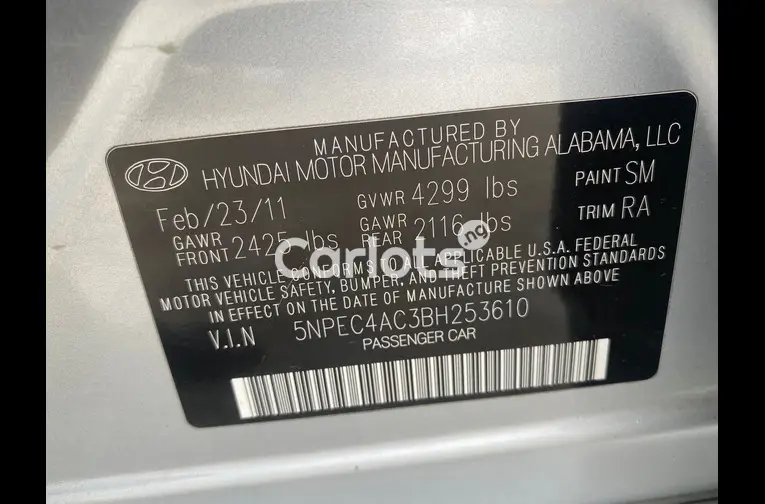 MANUFACTURED BY
HYUNDAI MOTOR MANUFACTURING ALABAMA, LLC
Feb/23/11 GVWR 4299 lbs PAINT SM
GAWR FRONT 2425 lbs GAWR REAR 2116 lbs TRIM RA
THIS VEHICLE CONFORMS TO ALL APPLICABLE U.S.A. FEDERAL
MOTOR VEHICLE SAFETY, BUMPER, AND THEFT PREVENTION STANDARDS
IN EFFECT ON THE DATE OF MANUFACTURE SHOWN ABOVE
V.I.N 5NPEC4AC3BH253610
PASSENGER CAR
Carlots.ng